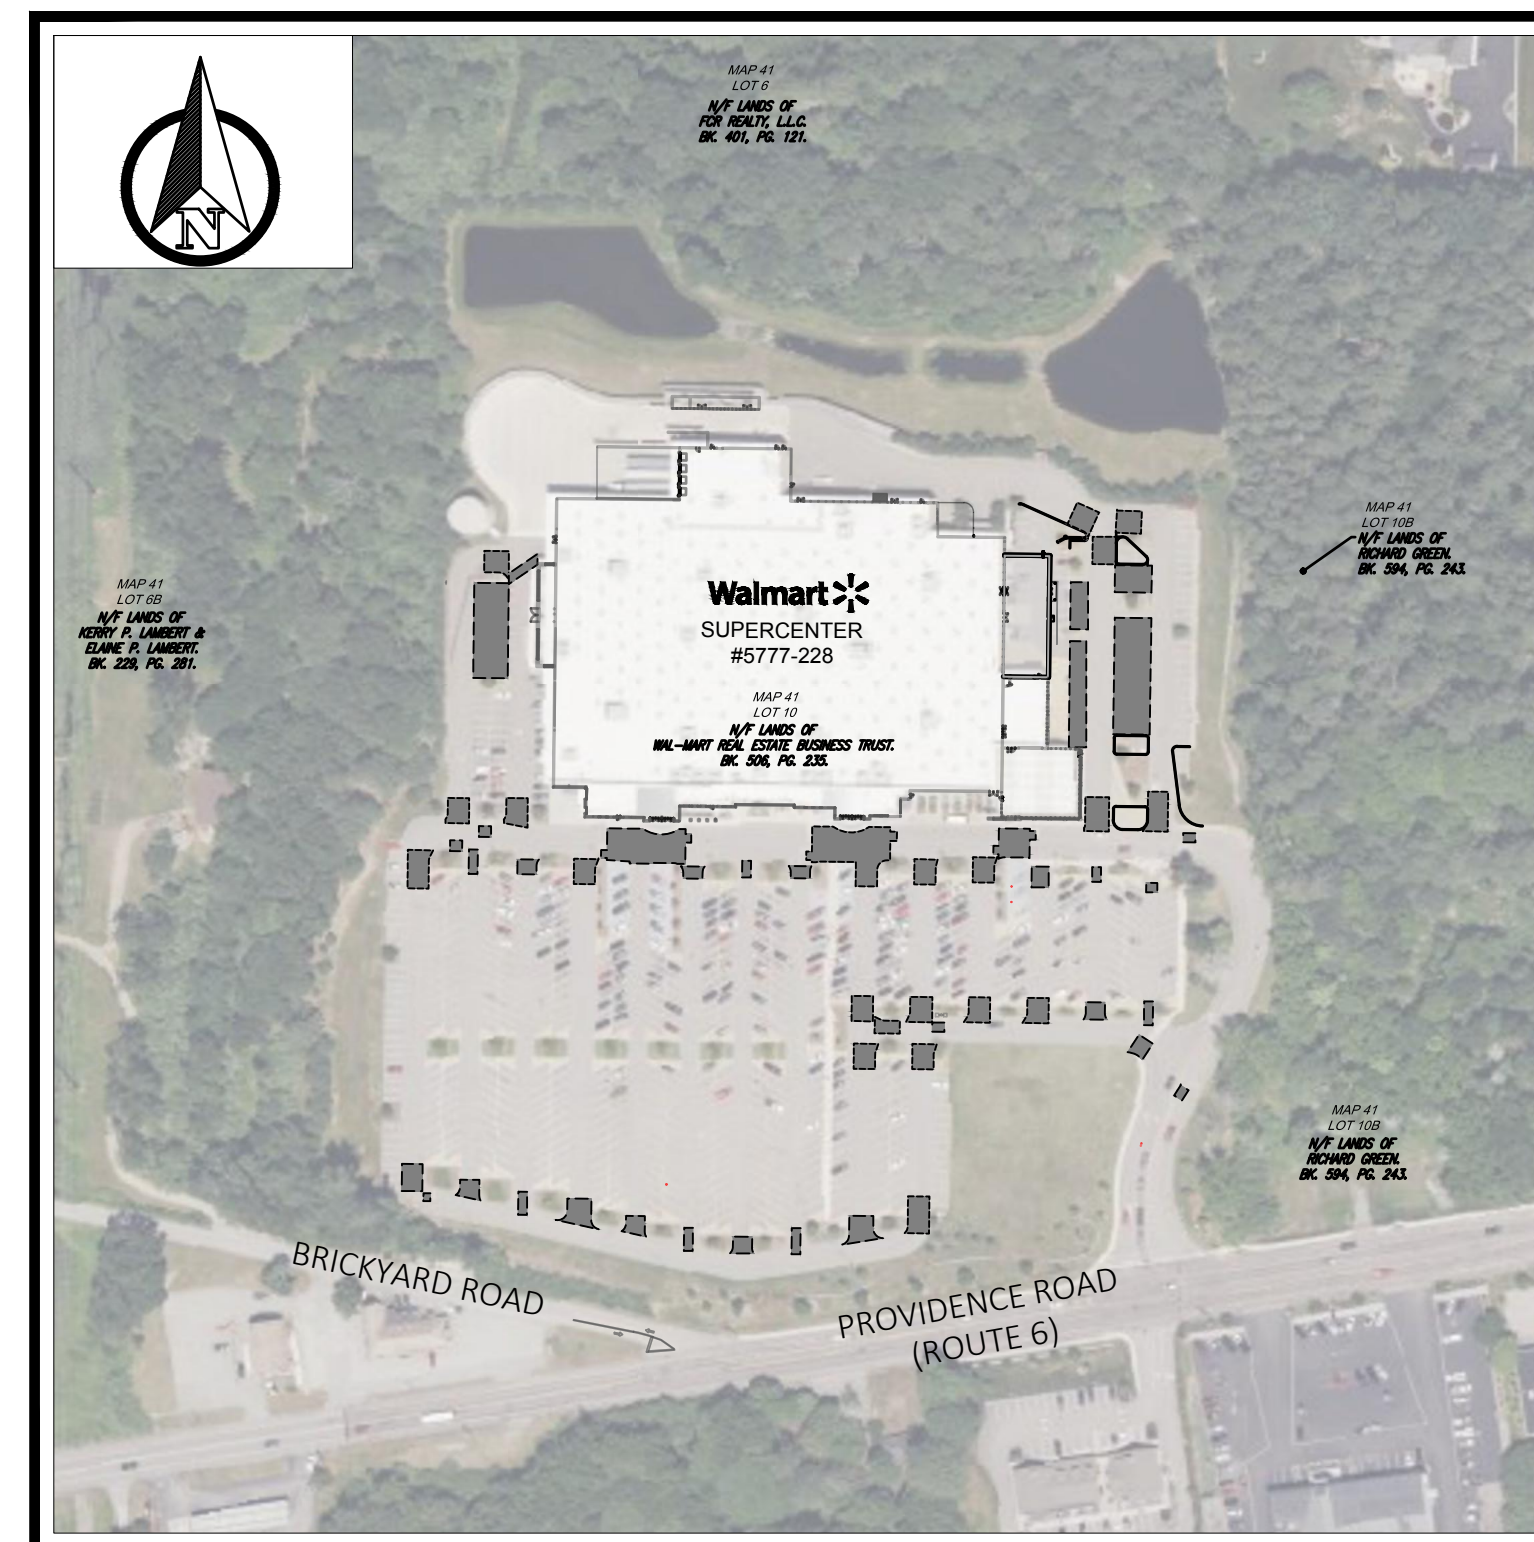 N
MAP 41
LOT 6
N/F LANDS OF
FCR REALTY, L.L.C.
BK. 401, PG. 121.
MAP 41
LOT 10B
N/F LANDS OF
RICHARD GREEN.
BK. 594, PG. 243.
MAP 41
LOT 6B
N/F LANDS OF
KERRY P. LAMBERT &
ELAINE P. LAMBERT.
BK. 229, PG. 281.
Walmart
SUPERCENTER
#5777-228
MAP 41
LOT 10
N/F LANDS OF
WAL-MART REAL ESTATE BUSINESS TRUST.
BK. 506, PG. 235.
MAP 41
LOT 10B
N/F LANDS OF
RICHARD GREEN.
BK. 594, PG. 243.
BRICKYARD ROAD
PROVIDENCE ROAD
(ROUTE 6)